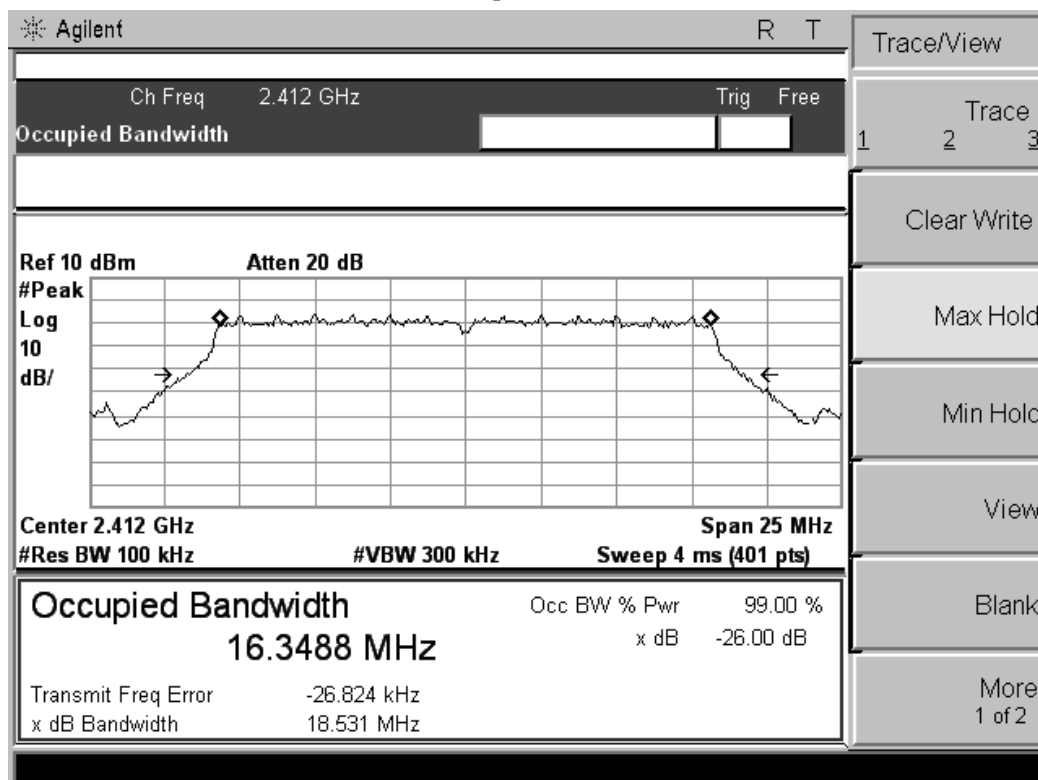 Agilent R T
Trace/View
Ch Freq 2.412 GHz Trig Free
Occupied Bandwidth
Trace
1 2 3
Clear Write
Ref 10 dBm Atten 20 dB
#Peak
Log
10
dB/
Max Hold
Min Hold
Center 2.412 GHz Span 25 MHz
#Res BW 100 kHz #VBW 300 kHz Sweep 4 ms (401 pts)
View
Occupied Bandwidth
16.3488 MHz
Occ BW % Pwr 99.00 %
x dB -26.00 dB
Transmit Freq Error -26.824 kHz
x dB Bandwidth 18.531 MHz
Blank
More
1 of 2